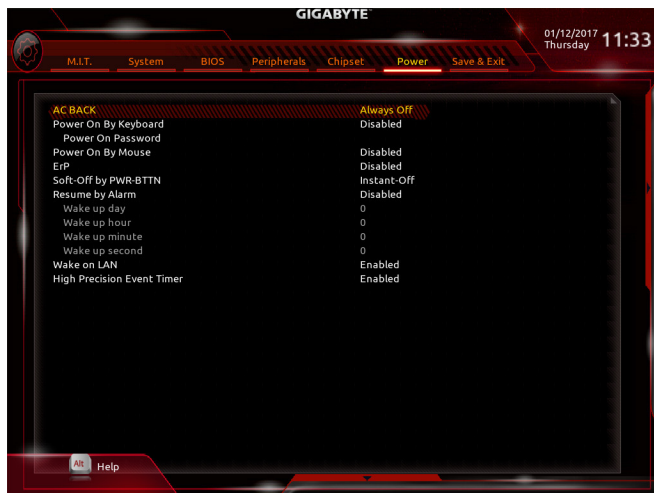 GIGABYTE
01/12/2017 11:33
Thursday
M.I.T. System BIOS Peripherals Chipset Power Save & Exit
AC BACK Always Off
Power On By Keyboard Disabled
Power On Password
Power On By Mouse Disabled
ErP Disabled
Soft-Off by PWR-BTTN Instant-Off
Resume by Alarm Disabled
Wake up day 0
Wake up hour 0
Wake up minute 0
Wake up second 0
Wake on LAN Enabled
High Precision Event Timer Enabled
Alt Help